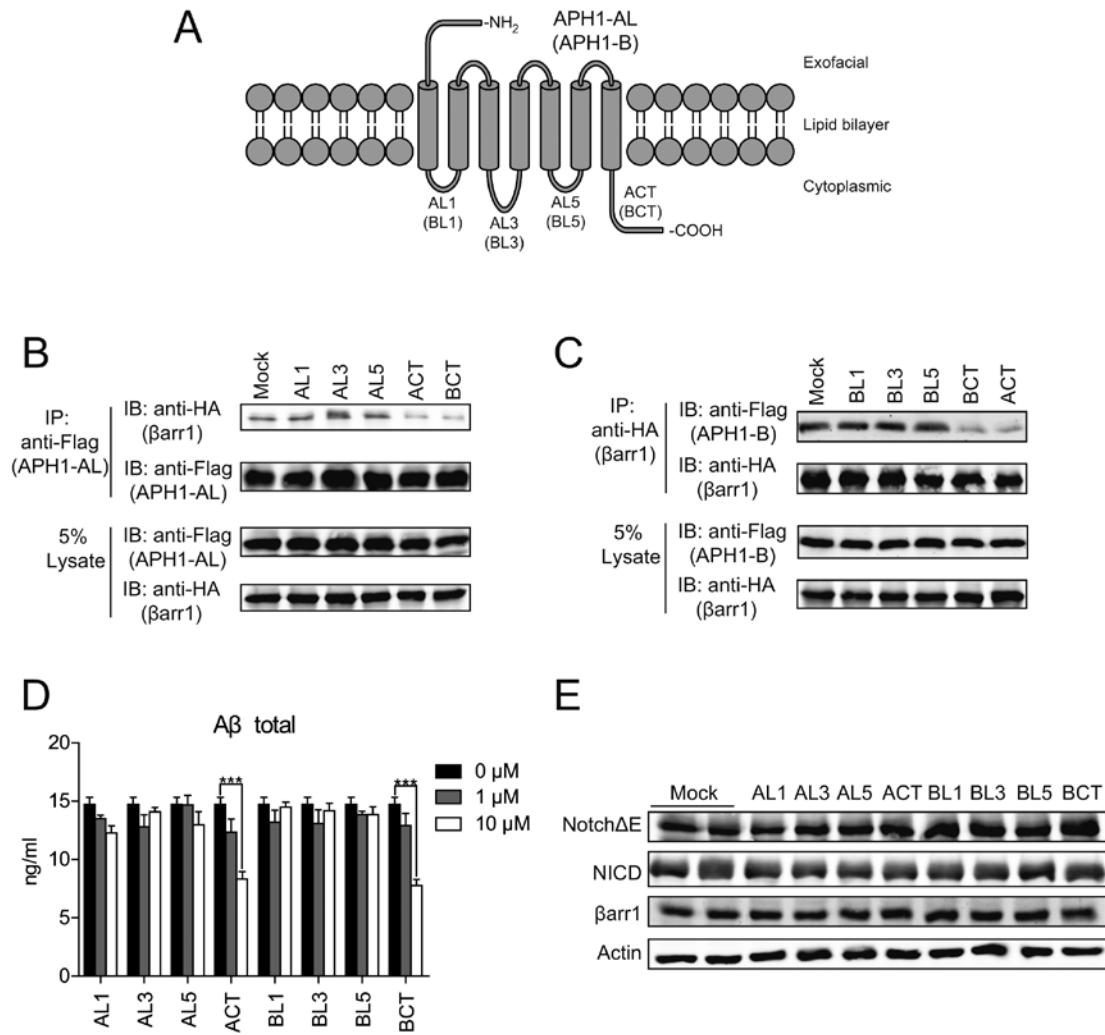 A
-NH2
APH1-AL
(APH1-B)
Exofacial
Lipid bilayer
Cytoplasmic
AL1
(BL1)
AL3
(BL3)
AL5
(BL5)
ACT
(BCT)
-COOH
B
Mock AL1 AL3 AL5 ACT BCT
IP:
anti-Flag
(APH1-AL)
IB: anti-HA
(βarr1)
IB: anti-Flag
(APH1-AL)
5%
Lysate
IB: anti-Flag
(APH1-AL)
IB: anti-HA
(βarr1)
C
Mock BL1 BL3 BL5 BCT ACT
IP:
anti-HA
(βarr1)
IB: anti-Flag
(APH1-B)
IB: anti-HA
(βarr1)
5%
Lysate
IB: anti-Flag
(APH1-B)
IB: anti-HA
(βarr1)
D
Aβ total
20
15
10
5
0
ng/ml
*** ***
0 μM
1 μM
10 μM
AL1 AL3 AL5 ACT BL1 BL3 BL5 BCT
E
Mock AL1 AL3 AL5 ACT BL1 BL3 BL5 BCT
NotchΔE
NICD
βarr1
Actin